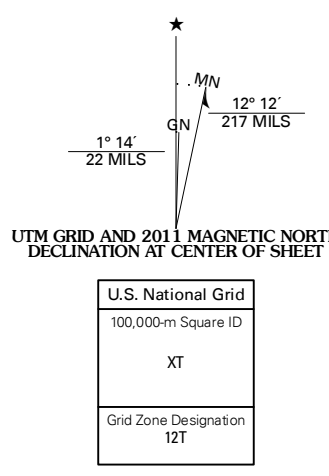 ★
MN
GN
1° 14´
22 MILS
12° 12´
217 MILS
UTM GRID AND 2011 MAGNETIC NORTH
DECLINATION AT CENTER OF SHEET
U.S. National Grid
100,000-m Square ID
XT
Grid Zone Designation
12T